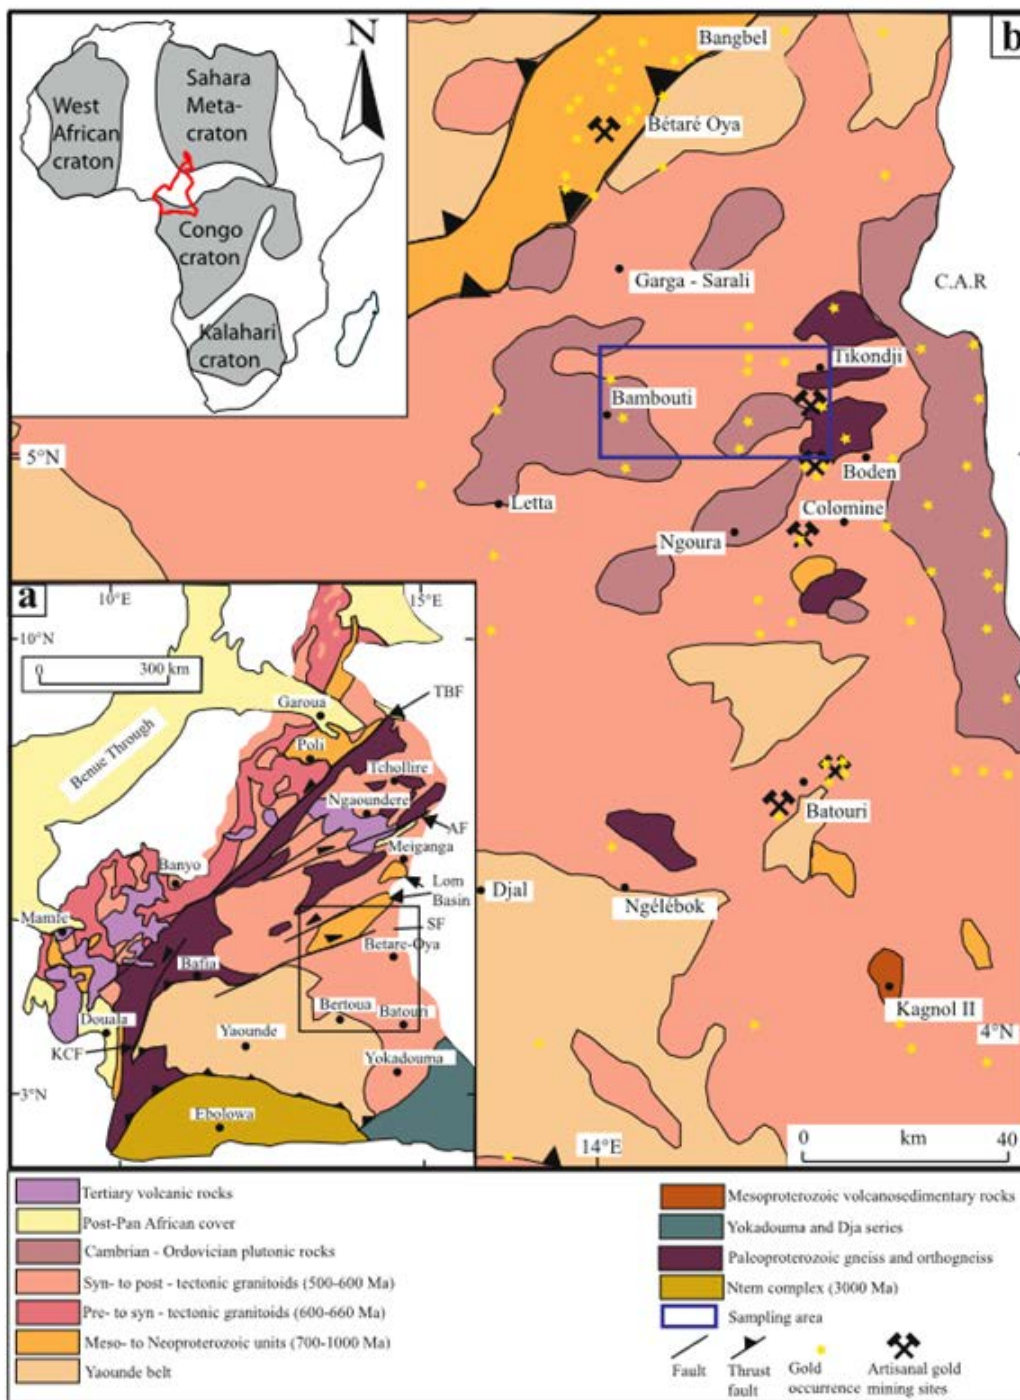 West
African
craton
Sahara
Meta-
craton
Congo
craton
Kalahari
craton
N
b
Bangbel
Bétaré Oya
Garga - Sarali
C.A.R
Tikondji
Bambouti
5°N
Boden
Letta
Colomine
Ngoura
Batouri
Djal
Ngélébok
Kagnol II
4°N
14°E
0 km 40
a
10°E
15°E
10°N
0 300 km
TBF
Garoua
Benue Through
Poli
Tchollire
Ngaoundere
AF
Meiganga
Banyo
Lom
Basin
Mamfe
SF
Betare-Oya
Bafia
Bertoua
Batouri
Douala
Yaounde
KCF
Yokadouma
3°N
Ebolowa
Tertiary volcanic rocks
Post-Pan African cover
Cambrian - Ordovician plutonic rocks
Syn- to post - tectonic granitoids (500-600 Ma)
Pre- to syn - tectonic granitoids (600-660 Ma)
Meso- to Neoproterozoic units (700-1000 Ma)
Yaounde belt
Mesoproterozoic volcanosedimentary rocks
Yokadouma and Dja series
Paleoproterozoic gneiss and orthogneiss
Ntem complex (3000 Ma)
Sampling area
Fault
Thrust
fault
Gold
occurrence
Artisanal gold
mining sites